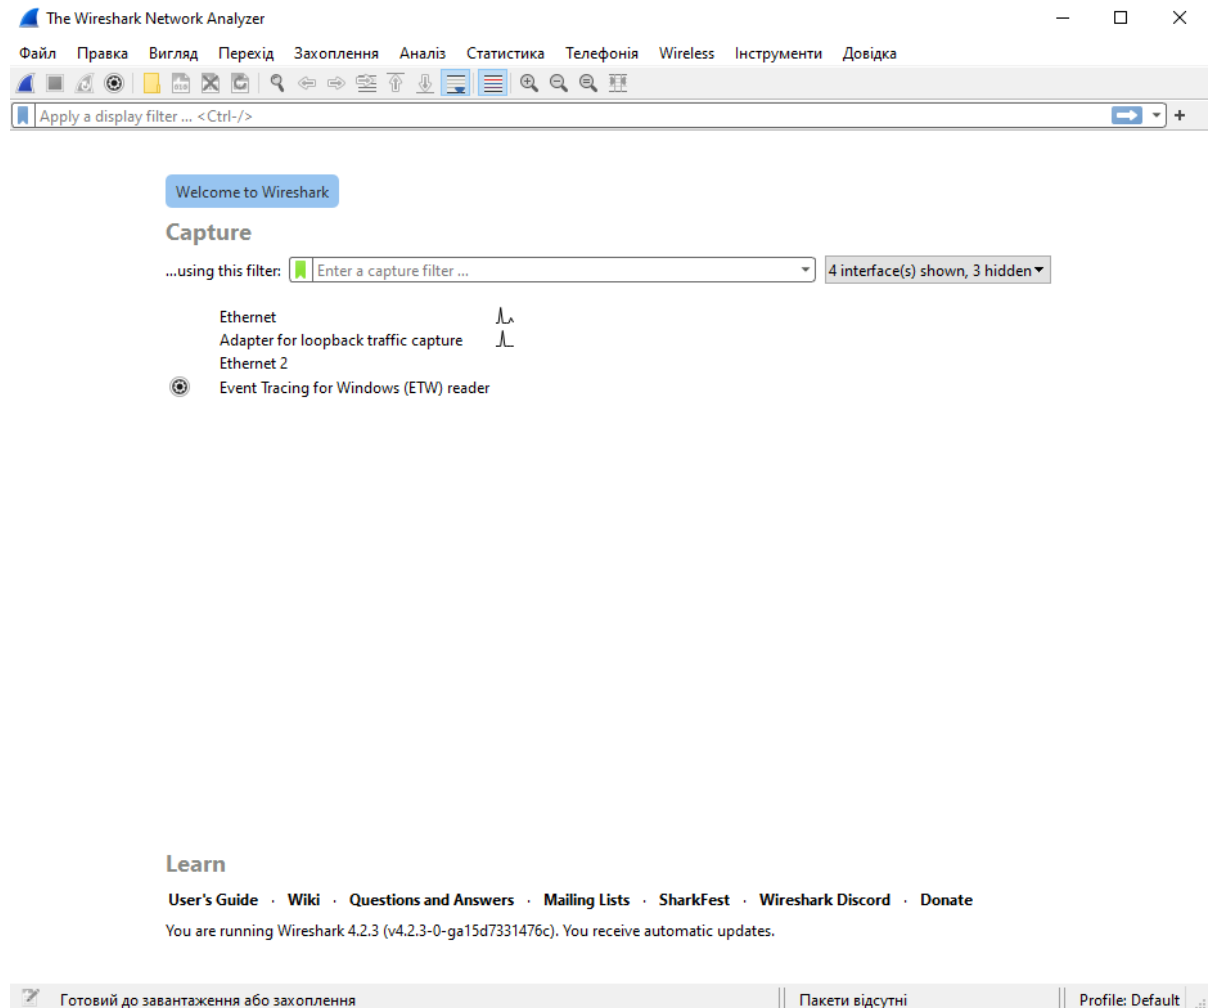 The Wireshark Network Analyzer
Файл Правка Вигляд Перехід Захоплення Аналіз Статистика Телефонія Wireless Інструменти Довідка
Apply a display filter ... <Ctrl-/>
Welcome to Wireshark
Capture
...using this filter: Enter a capture filter ... 4 interface(s) shown, 3 hidden
Ethernet
Adapter for loopback traffic capture
Ethernet 2
Event Tracing for Windows (ETW) reader
Learn
User's Guide · Wiki · Questions and Answers · Mailing Lists · SharkFest · Wireshark Discord · Donate
You are running Wireshark 4.2.3 (v4.2.3-0-ga15d7331476c). You receive automatic updates.
Готовий до завантаження або захоплення Пакети відсутні Profile: Default